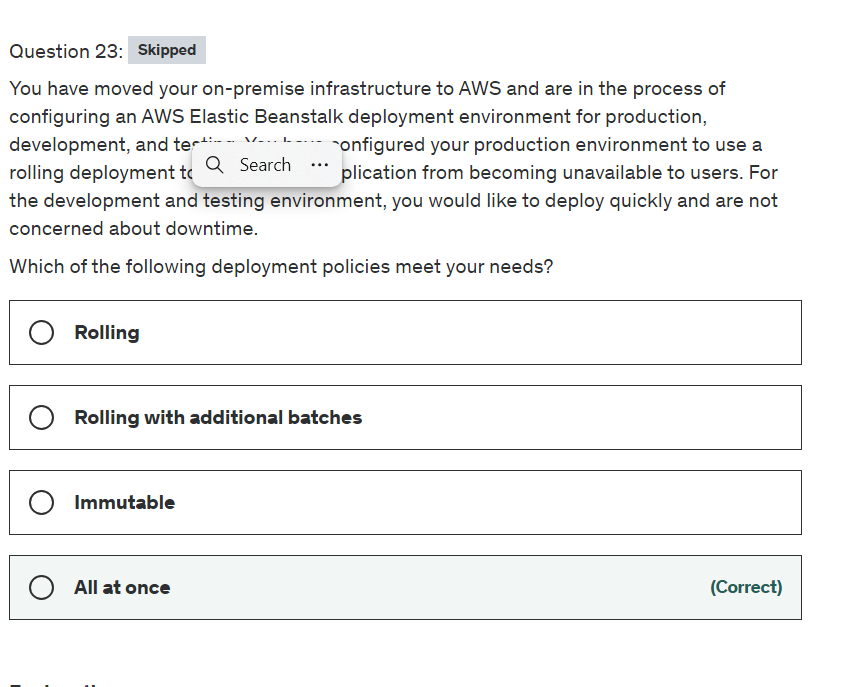 Question 23: Skipped
You have moved your on-premise infrastructure to AWS and are in the process of
configuring an AWS Elastic Beanstalk deployment environment for production,
development, and configured your production environment to use a
rolling deployment from becoming unavailable to users. For
Search ...
the development and testing environment, you would like to deploy quickly and are not
concerned about downtime.
Which of the following deployment policies meet your needs?
Rolling
Rolling with additional batches
Immutable
All at once (Correct)